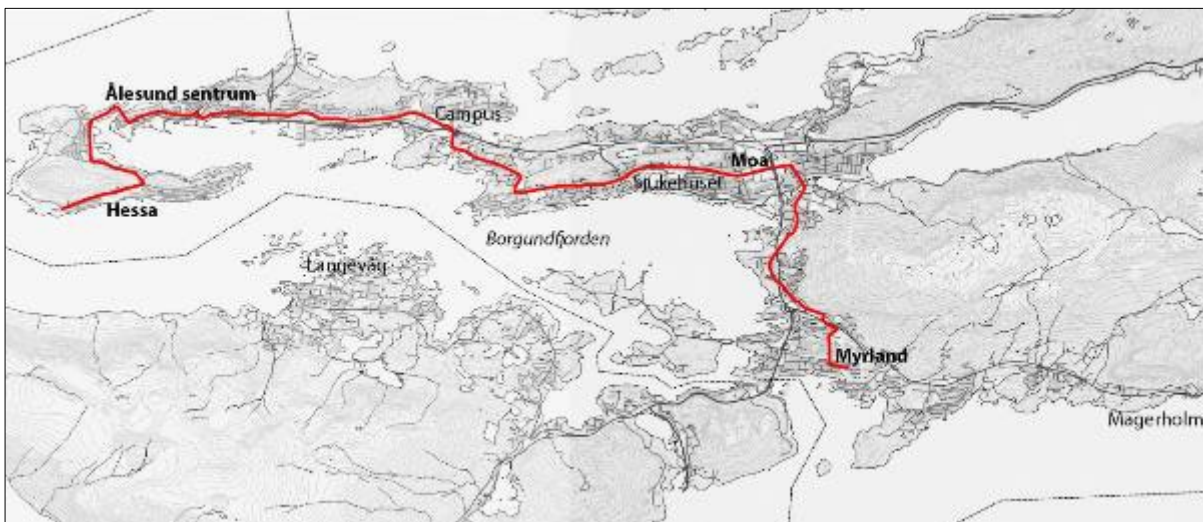 Ålesund sentrum
Campus
Moa
Sjukehuset
Hessa
Borgundfjorden
Langevåg
Myrland
Magerholm